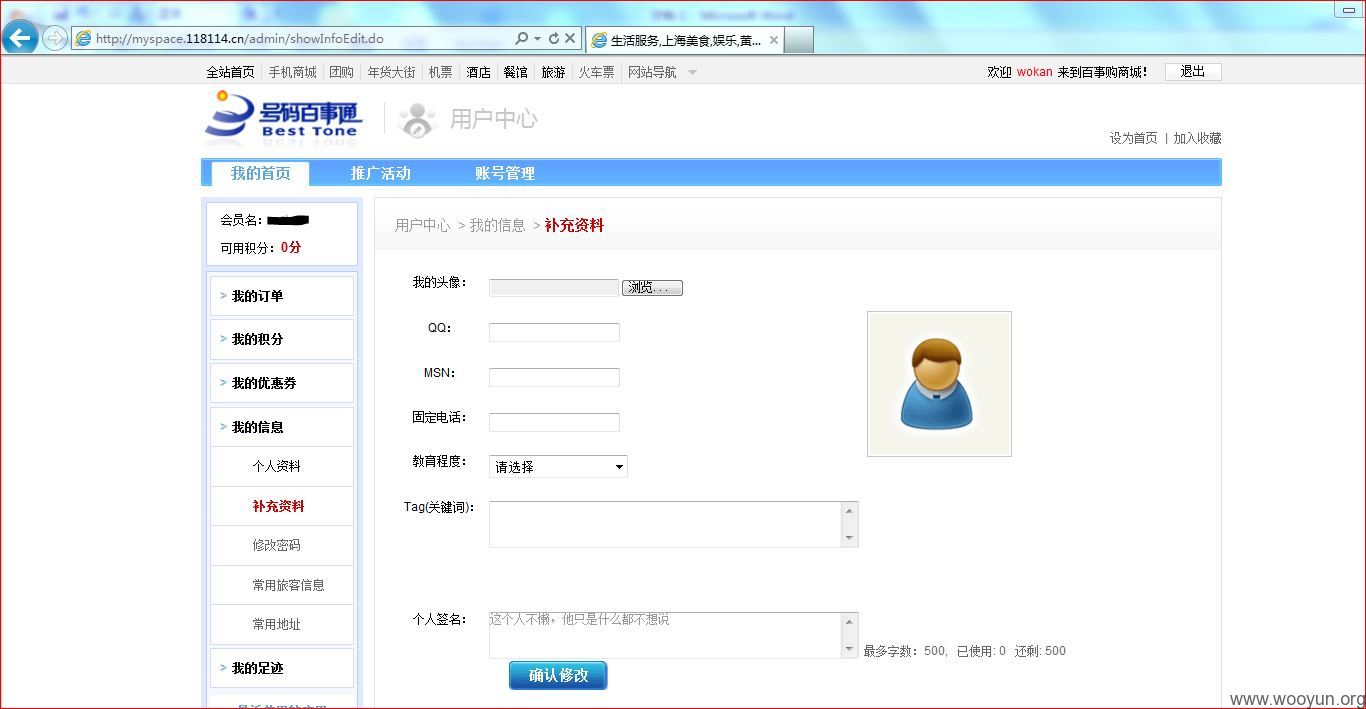 http://myspace.118114.cn/admin/showInfoEdit.do
生活服务,上海美食,娱乐,黄...
全站首页 手机商城 团购 年货大街 机票 酒店 餐馆 旅游 火车票 网站导航
欢迎 wokan 来到百事购商城! 退出
号码百事通
Best Tone
用户中心
设为首页 | 加入收藏
我的首页 推广活动 账号管理
会员名：
可用积分：0分
> 我的订单
> 我的积分
> 我的优惠券
> 我的信息
个人资料
补充资料
修改密码
常用旅客信息
常用地址
> 我的足迹
用户中心 > 我的信息 > 补充资料
我的头像： 浏览...
QQ：
MSN：
固定电话：
教育程度： 请选择
Tag(关键词)：
个人签名： 这个人不懒，他只是什么都不想说
最多字数：500, 已使用: 0 还剩: 500
确认修改
www.wooyun.org